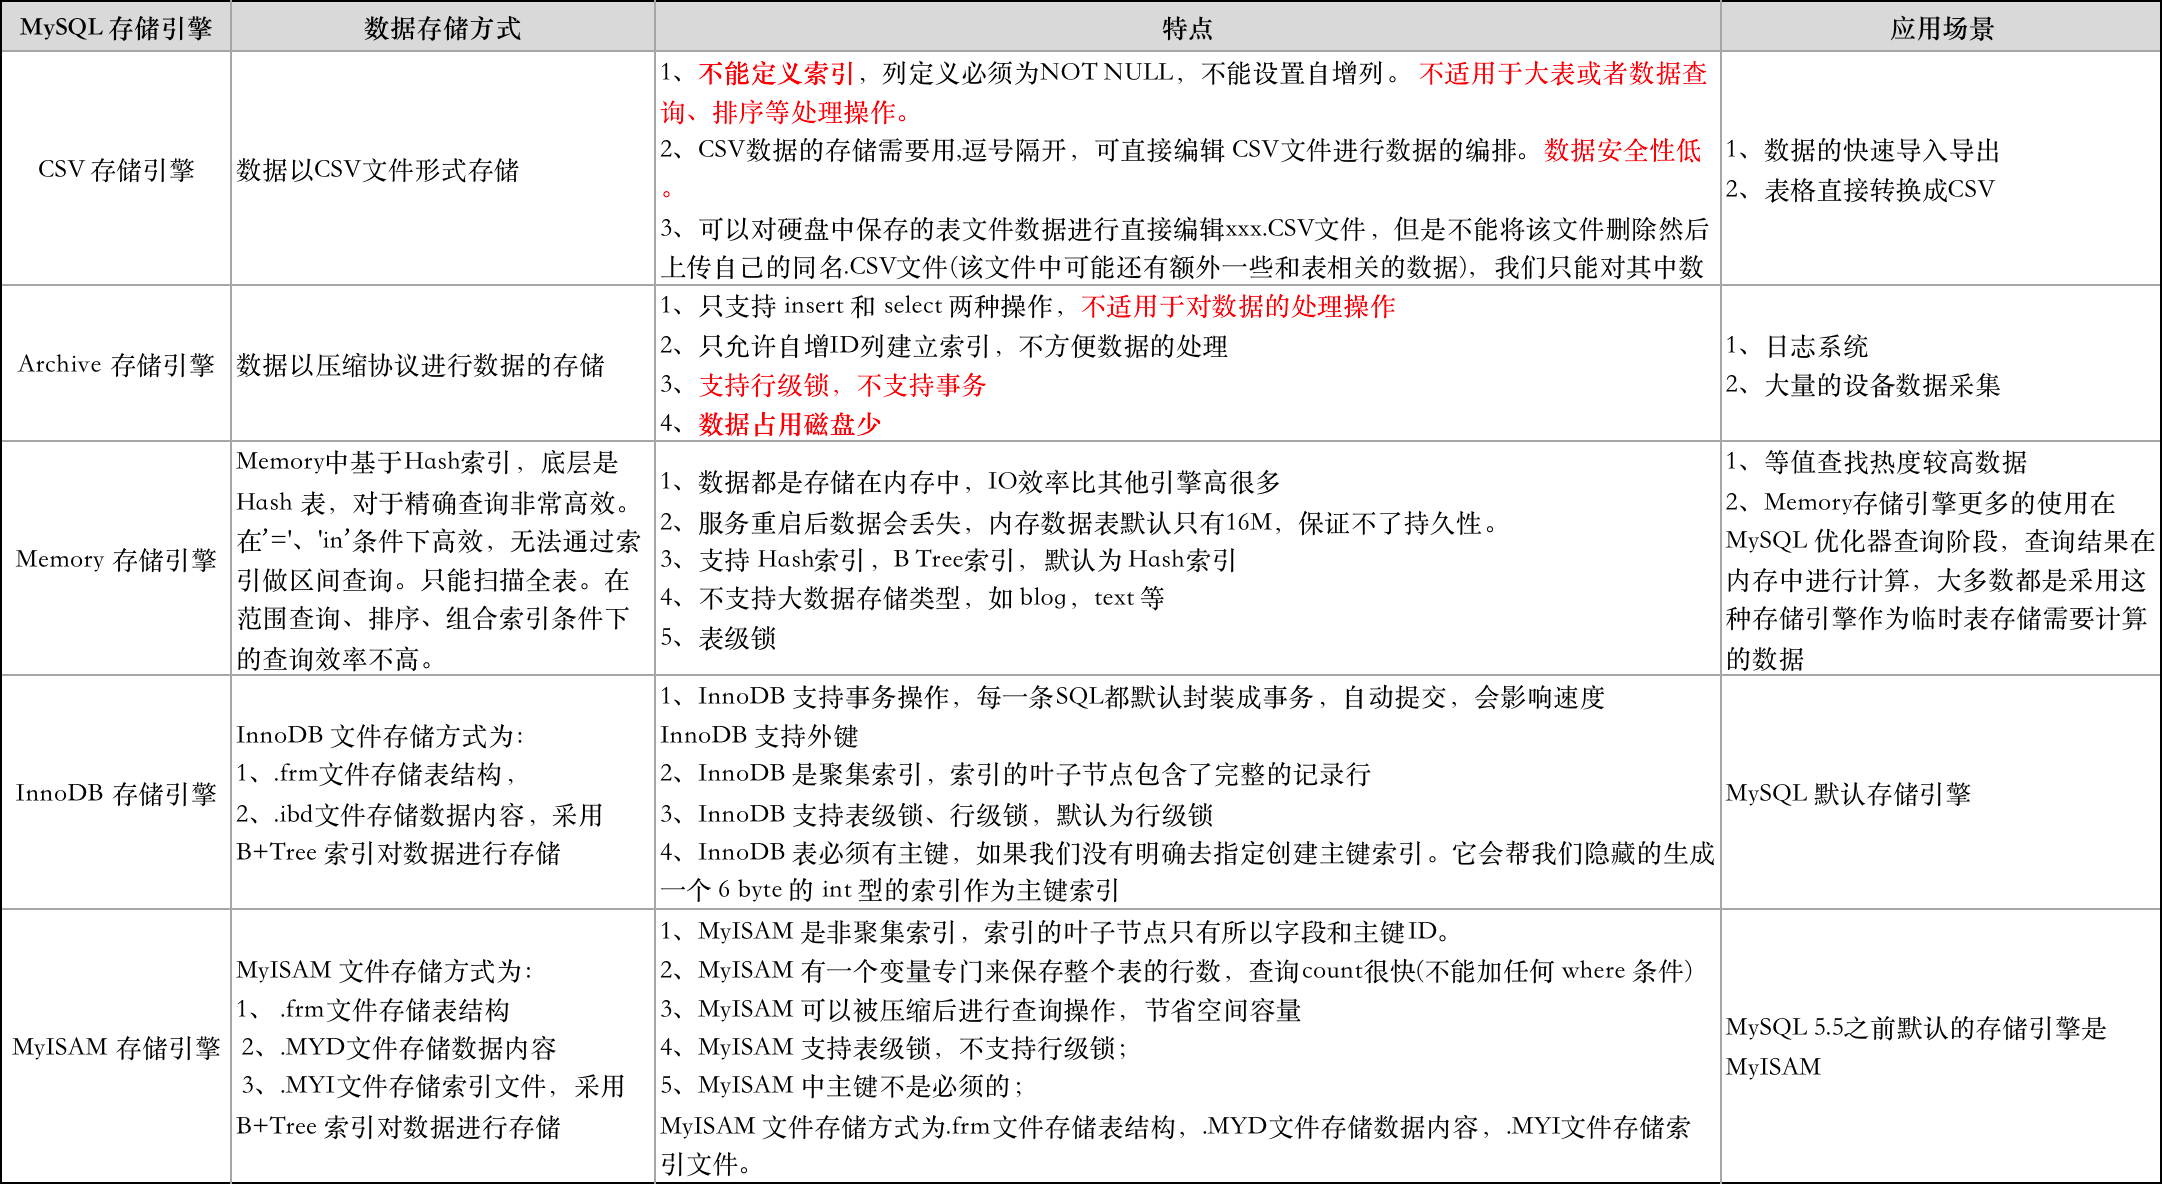 MySQL 存储引擎
数据存储方式
特点
应用场景
CSV 存储引擎
数据以CSV文件形式存储
1、不能定义索引，列定义必须为NOT NULL，不能设置自增列。 不适用于大表或者数据查
询、排序等处理操作。
2、CSV数据的存储需要用,逗号隔开，可直接编辑 CSV文件进行数据的编排。数据安全性低
。
3、可以对硬盘中保存的表文件数据进行直接编辑xxx.CSV文件，但是不能将该文件删除然后
上传自己的同名.CSV文件(该文件中可能还有额外一些和表相关的数据)，我们只能对其中数
1、数据的快速导入导出
2、表格直接转换成CSV
Archive 存储引擎
数据以压缩协议进行数据的存储
1、只支持 insert 和 select 两种操作，不适用于对数据的处理操作
2、只允许自增ID列建立索引，不方便数据的处理
3、支持行级锁，不支持事务
4、数据占用磁盘少
1、日志系统
2、大量的设备数据采集
Memory 存储引擎
Memory中基于Hash索引，底层是
Hash 表，对于精确查询非常高效。
在’='、'in’条件下高效，无法通过索
引做区间查询。只能扫描全表。在
范围查询、排序、组合索引条件下
的查询效率不高。
1、数据都是存储在内存中，IO效率比其他引擎高很多
2、服务重启后数据会丢失，内存数据表默认只有16M，保证不了持久性。
3、支持 Hash索引，B Tree索引，默认为 Hash索引
4、不支持大数据存储类型，如 blog，text 等
5、表级锁
1、等值查找热度较高数据
2、Memory存储引擎更多的使用在
MySQL 优化器查询阶段，查询结果在
内存中进行计算，大多数都是采用这
种存储引擎作为临时表存储需要计算
的数据
InnoDB 存储引擎
InnoDB 文件存储方式为：
1、.frm文件存储表结构，
2、.ibd文件存储数据内容，采用
B+Tree 索引对数据进行存储
1、InnoDB 支持事务操作，每一条SQL都默认封装成事务，自动提交，会影响速度
InnoDB 支持外键
2、InnoDB 是聚集索引，索引的叶子节点包含了完整的记录行
3、InnoDB 支持表级锁、行级锁，默认为行级锁
4、InnoDB 表必须有主键，如果我们没有明确去指定创建主键索引。它会帮我们隐藏的生成
一个 6 byte 的 int 型的索引作为主键索引
MySQL 默认存储引擎
MyISAM 存储引擎
MyISAM 文件存储方式为：
1、 .frm文件存储表结构
2、.MYD文件存储数据内容
3、.MYI文件存储索引文件，采用
B+Tree 索引对数据进行存储
1、MyISAM 是非聚集索引，索引的叶子节点只有所以字段和主键ID。
2、MyISAM 有一个变量专门来保存整个表的行数，查询count很快(不能加任何 where 条件)
3、MyISAM 可以被压缩后进行查询操作，节省空间容量
4、MyISAM 支持表级锁，不支持行级锁；
5、MyISAM 中主键不是必须的；
MyISAM 文件存储方式为.frm文件存储表结构，.MYD文件存储数据内容，.MYI文件存储索
引文件。
MySQL 5.5之前默认的存储引擎是
MyISAM